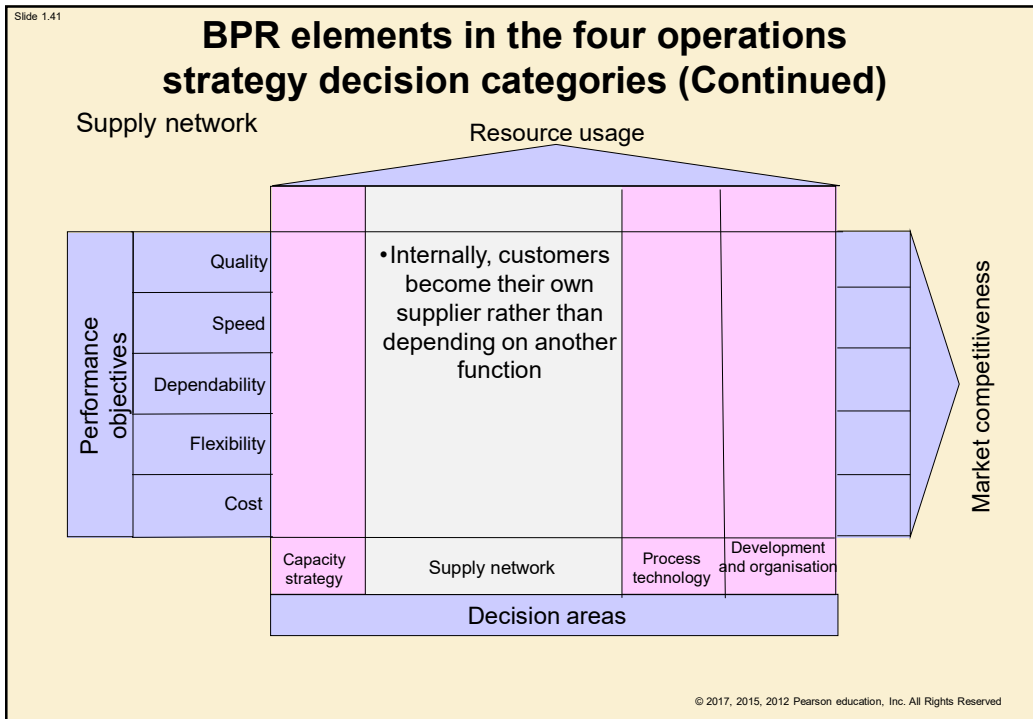 Slide 1.41
BPR elements in the four operations
strategy decision categories (Continued)
Supply network
Resource usage
Performance
objectives
Quality
Speed
Dependability
Flexibility
Cost
•Internally, customers
become their own
supplier rather than
depending on another
function
Market competitiveness
Capacity
strategy
Supply network
Process
technology
Development
and organisation
Decision areas
© 2017, 2015, 2012 Pearson education, Inc. All Rights Reserved